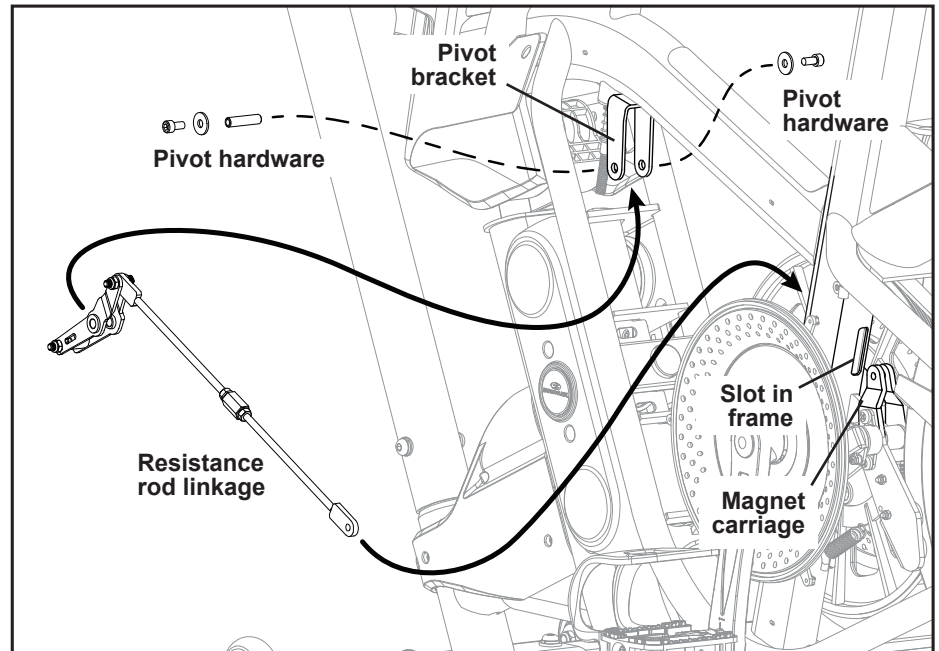 Pivot
bracket
Pivot
hardware
Pivot hardware
Slot in
frame
Resistance
rod linkage
Magnet
carriage